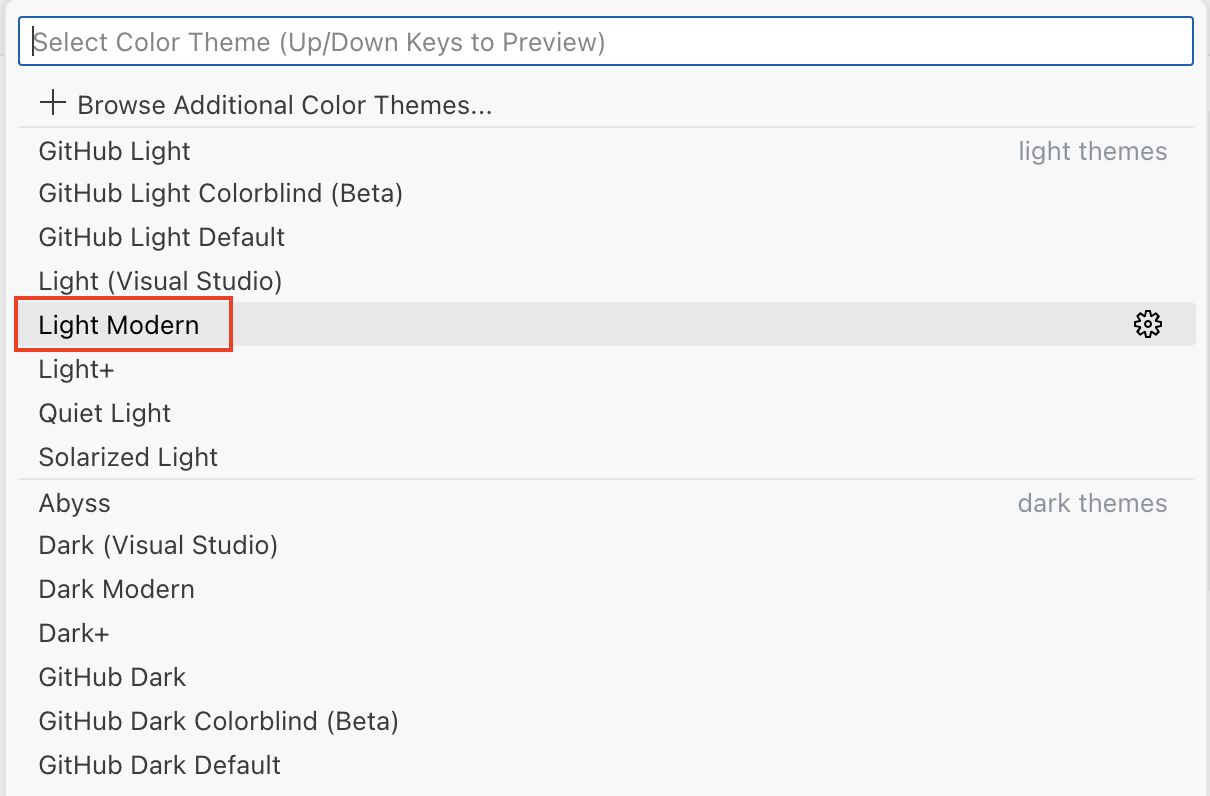 Select Color Theme (Up/Down Keys to Preview)
Browse Additional Color Themes...
GitHub Light light themes
GitHub Light Colorblind (Beta)
GitHub Light Default
Light (Visual Studio)
Light Modern
Light+
Quiet Light
Solarized Light
Abyss dark themes
Dark (Visual Studio)
Dark Modern
Dark+
GitHub Dark
GitHub Dark Colorblind (Beta)
GitHub Dark Default